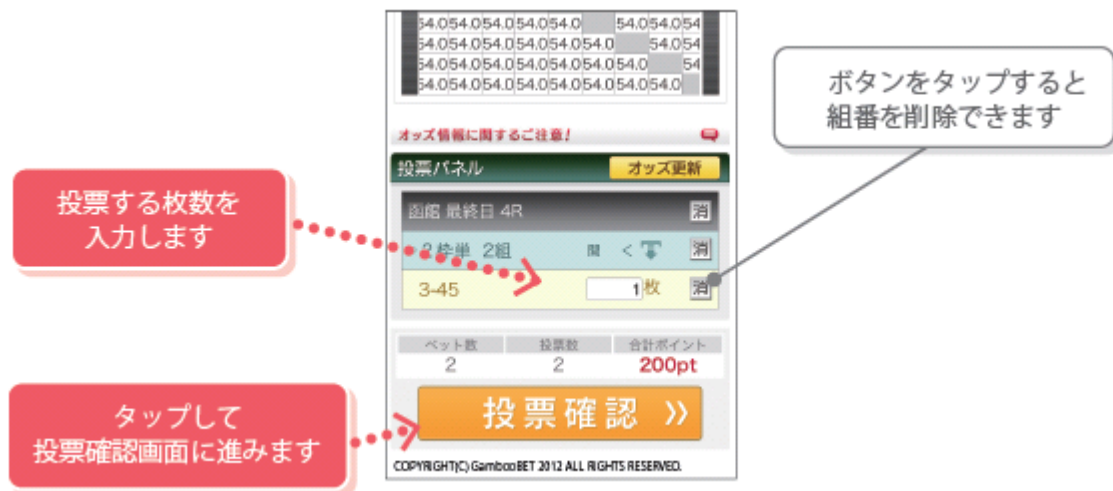 54.054.054.054.054.0 54.054.054
54.054.054.054.054.054.0 54.054
54.054.054.054.054.054.054.0 54
54.054.054.054.054.054.054.054.0
ボタンをタップすると
組番を削除できます
オッズ情報に関するご注意!
投票パネル オッズ更新
投票する枚数を
入力します
函館 最終日 4R 消
2枠単 2組 開く 消
3-45 1枚 消
ベット数 投票数 合計ポイント
2 2 200pt
タップして
投票確認画面に進みます
投票確認 »
COPYRIGHT(C) GambooBET 2012 ALL RIGHTS RESERVED.